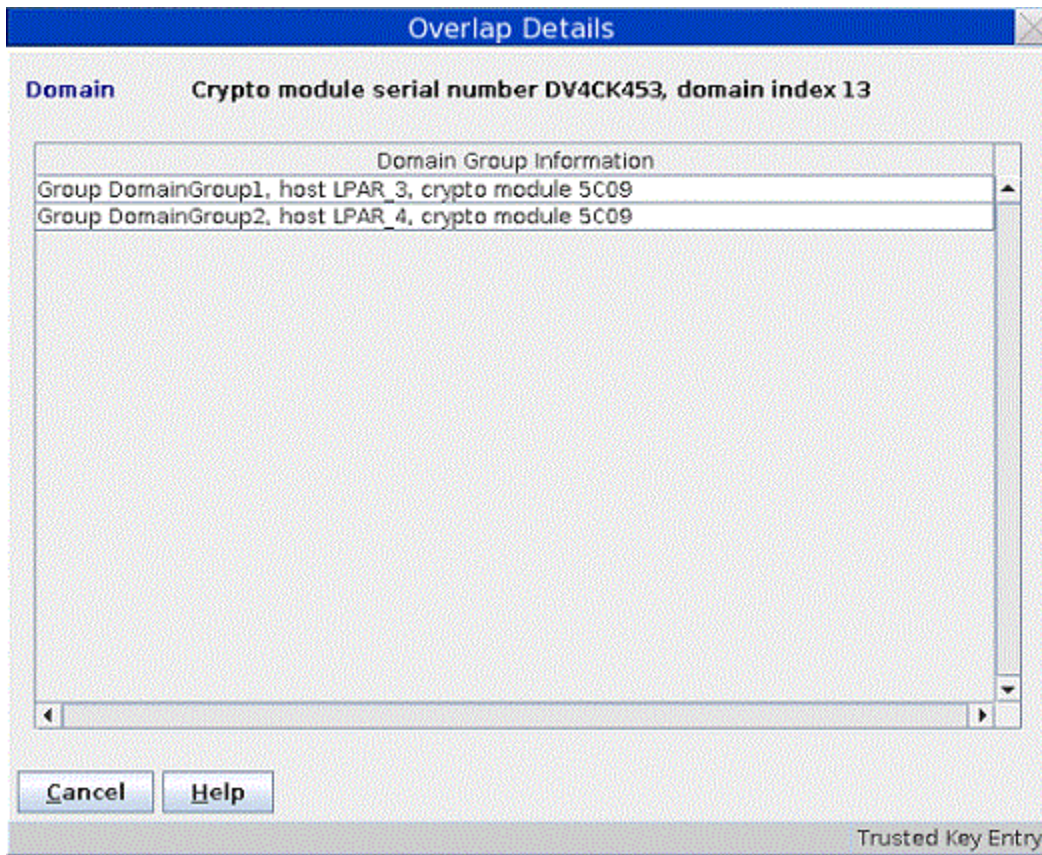 Overlap Details
Domain Crypto module serial number DV4CK453, domain index 13
Domain Group Information
Group DomainGroup1, host LPAR_3, crypto module 5C09
Group DomainGroup2, host LPAR_4, crypto module 5C09
Cancel Help
Trusted Key Entry